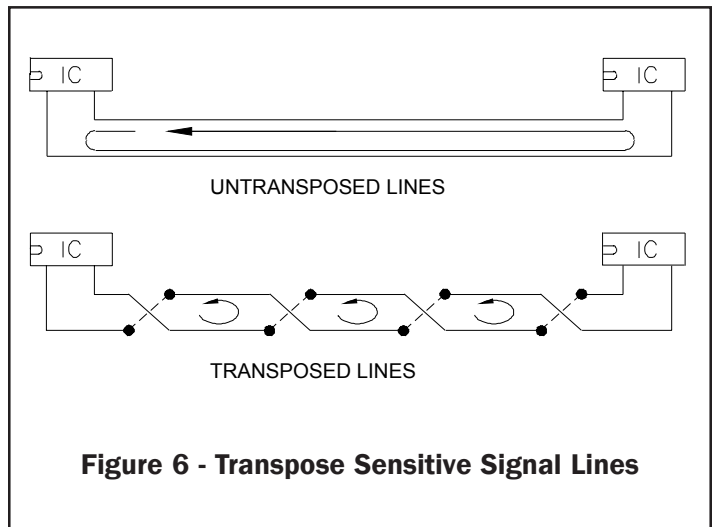 IC IC
UNTRANSPOSED LINES
IC IC
TRANSPOSED LINES
Figure 6 - Transpose Sensitive Signal Lines